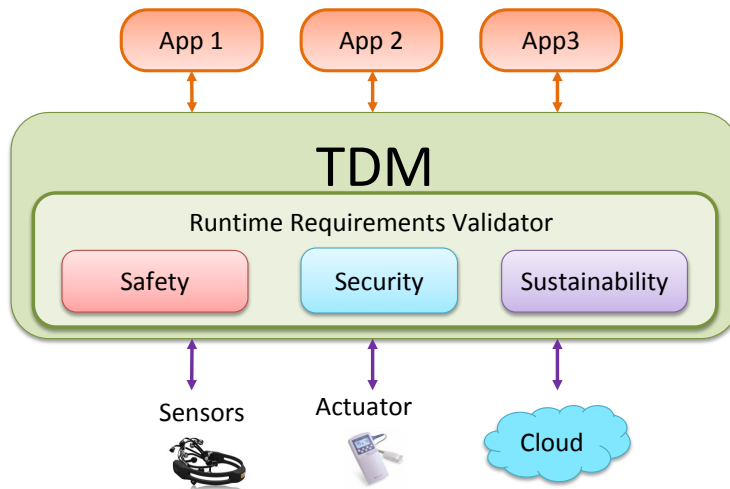 App 1
App 2
App3
TDM
Runtime Requirements Validator
Safety
Security
Sustainability
Sensors
Actuator
Cloud